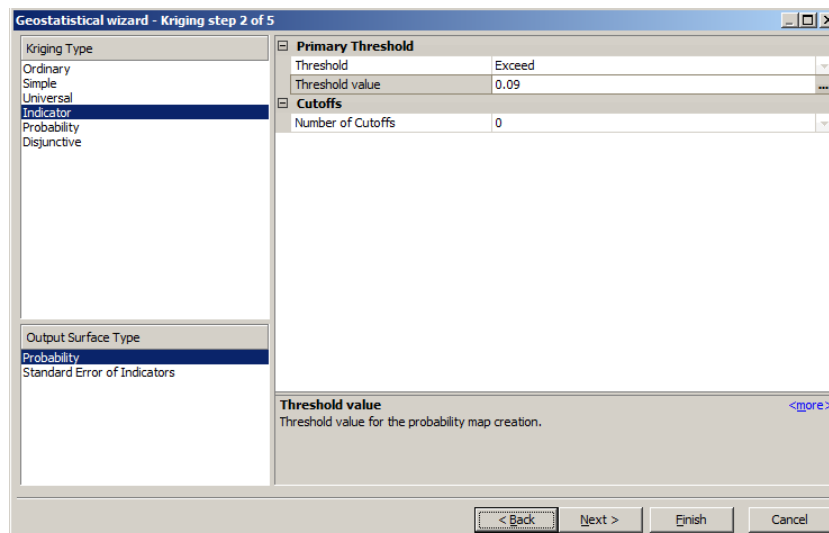 Geostatistical wizard - Kriging step 2 of 5
Kriging Type
Ordinary
Simple
Universal
Indicator
Probability
Disjunctive
Output Surface Type
Probability
Standard Error of Indicators
Primary Threshold
Threshold Exceed
Threshold value 0.09 ...
Cutoffs
Number of Cutoffs 0
Threshold value <more>
Threshold value for the probability map creation.
< Back Next > Finish Cancel